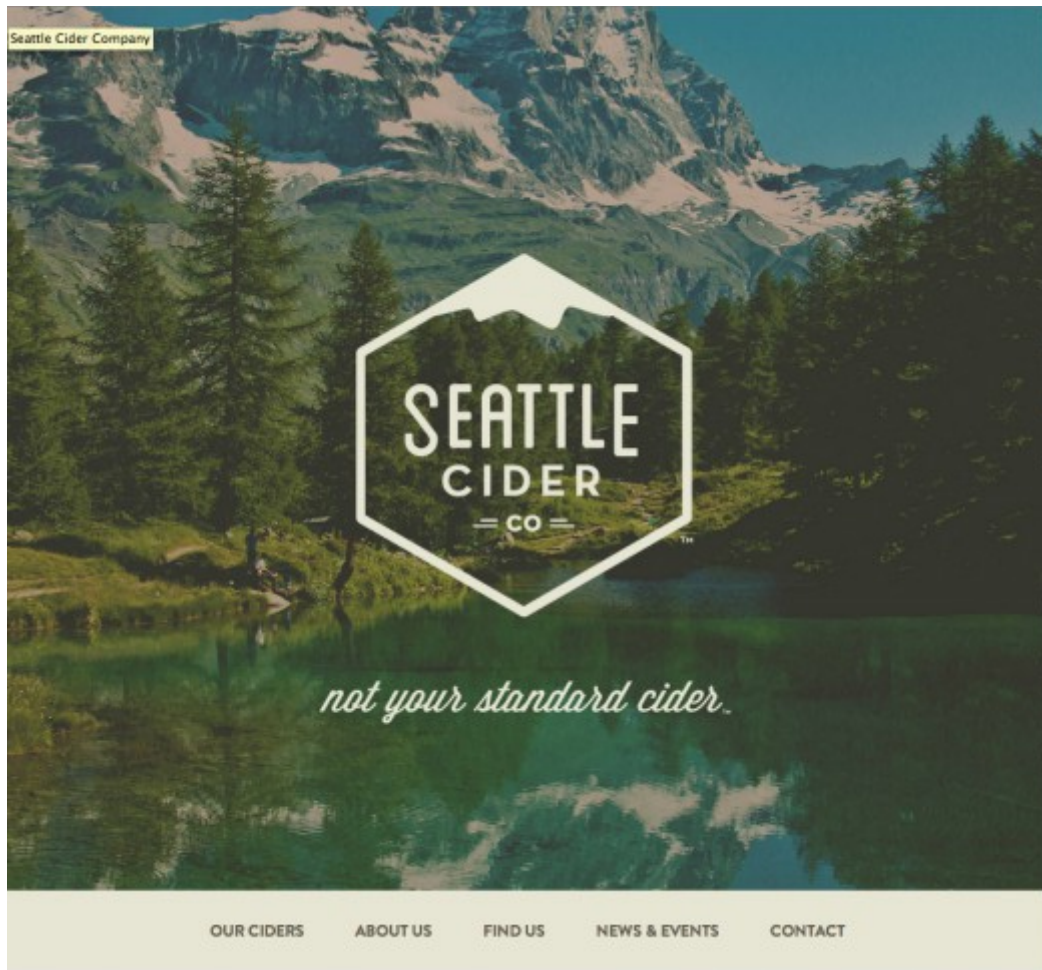 Seattle Cider Company
SEATTLE
CIDER
CO
TM
not your standard cider
OUR CIDERS ABOUT US FIND US NEWS & EVENTS CONTACT